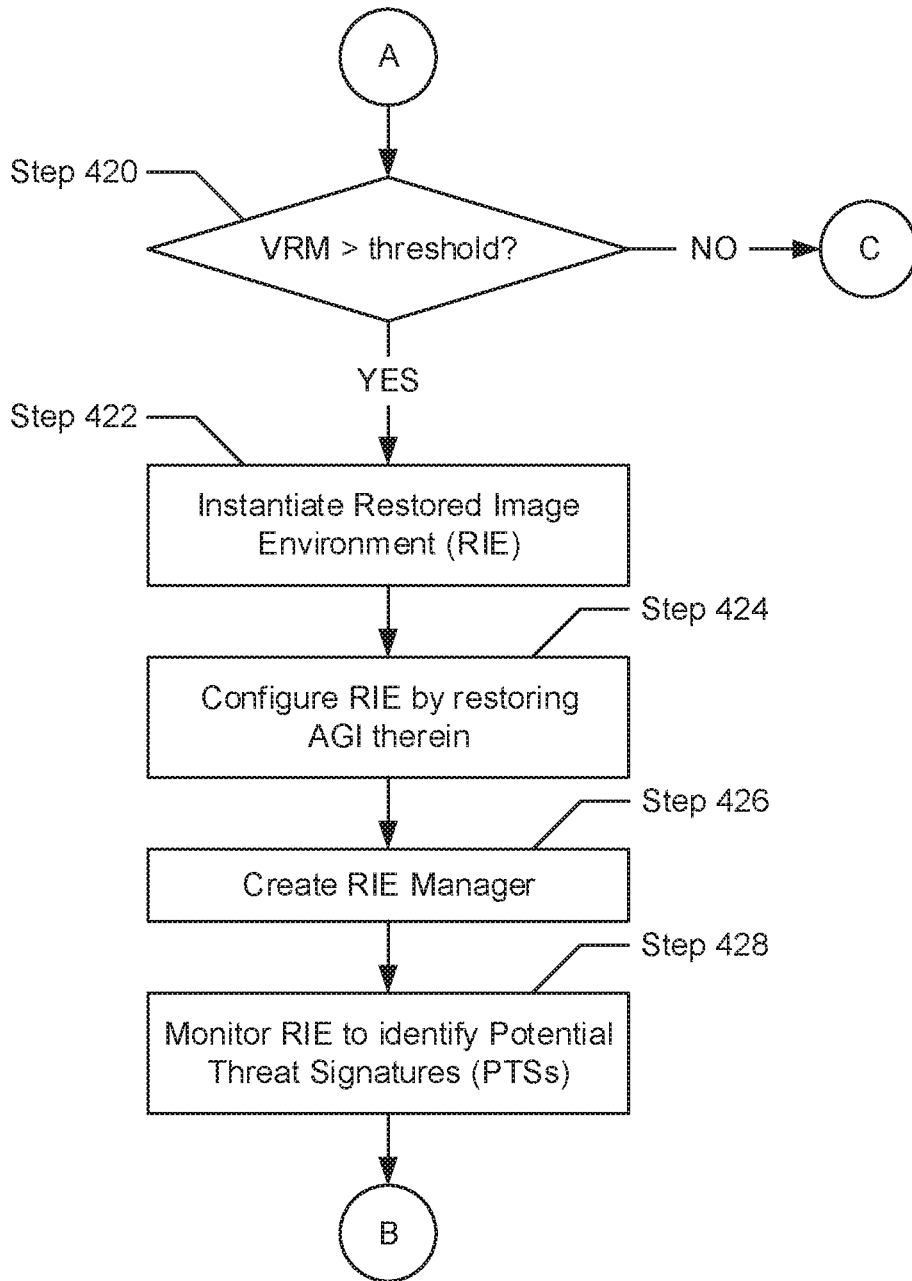 A
Step 420
VRM > threshold?
NO
C
YES
Step 422
Instantiate Restored Image
Environment (RIE)
Step 424
Configure RIE by restoring
AGI therein
Step 426
Create RIE Manager
Step 428
Monitor RIE to identify Potential
Threat Signatures (PTSs)
B